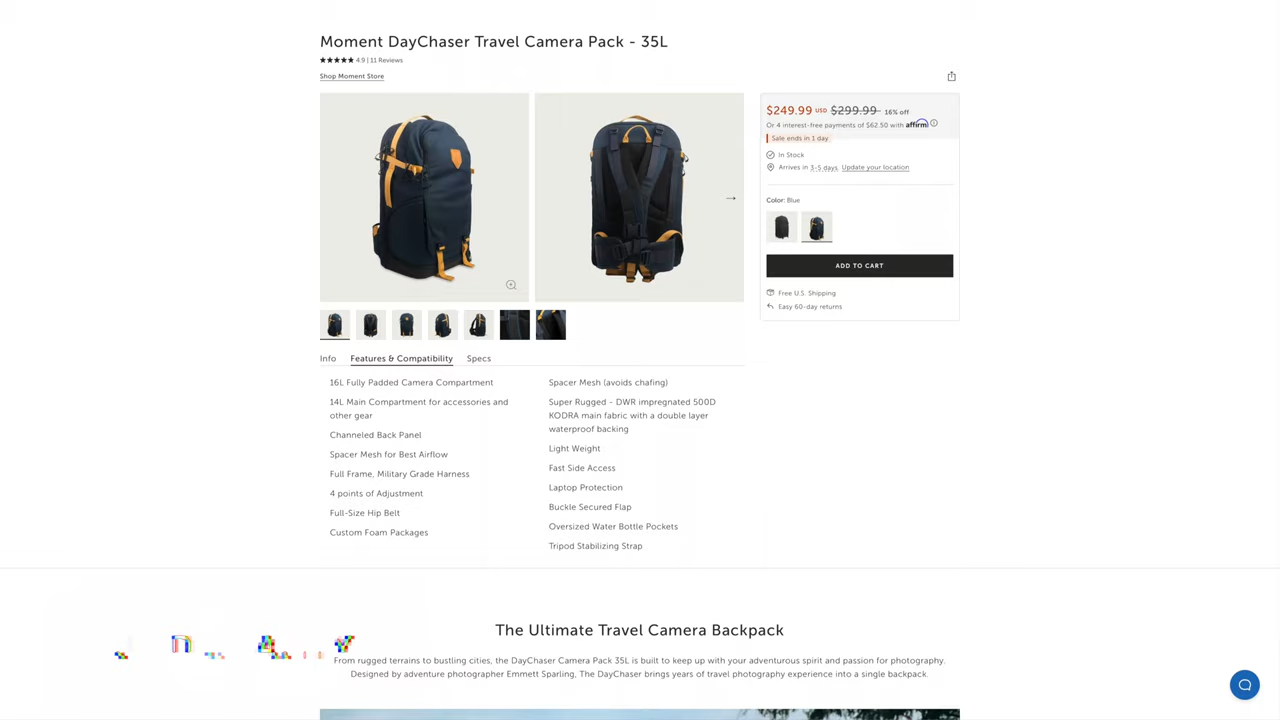 Moment DayChaser Travel Camera Pack - 35L
4.9 | 11 Reviews
Shop Moment Store
$249.99 USD $299.99 16% off
Or 4 interest-free payments of $62.50 with affirm
Sale ends in 1 day
In Stock
Arrives in 3-5 days, Update your location
Color: Blue
ADD TO CART
Free U.S. Shipping
Easy 60-day returns
Info Features & Compatibility Specs
16L Fully Padded Camera Compartment
14L Main Compartment for accessories and
other gear
Channeled Back Panel
Spacer Mesh for Best Airflow
Full Frame, Military Grade Harness
4 points of Adjustment
Full-Size Hip Belt
Custom Foam Packages
Spacer Mesh (avoids chafing)
Super Rugged - DWR impregnated 500D
KODRA main fabric with a double layer
waterproof backing
Light Weight
Fast Side Access
Laptop Protection
Buckle Secured Flap
Oversized Water Bottle Pockets
Tripod Stabilizing Strap
The Ultimate Travel Camera Backpack
From rugged terrains to bustling cities, the DayChaser Camera Pack 35L is built to keep up with your adventurous spirit and passion for photography.
Designed by adventure photographer Emmett Sparling, The DayChaser brings years of travel photography experience into a single backpack.